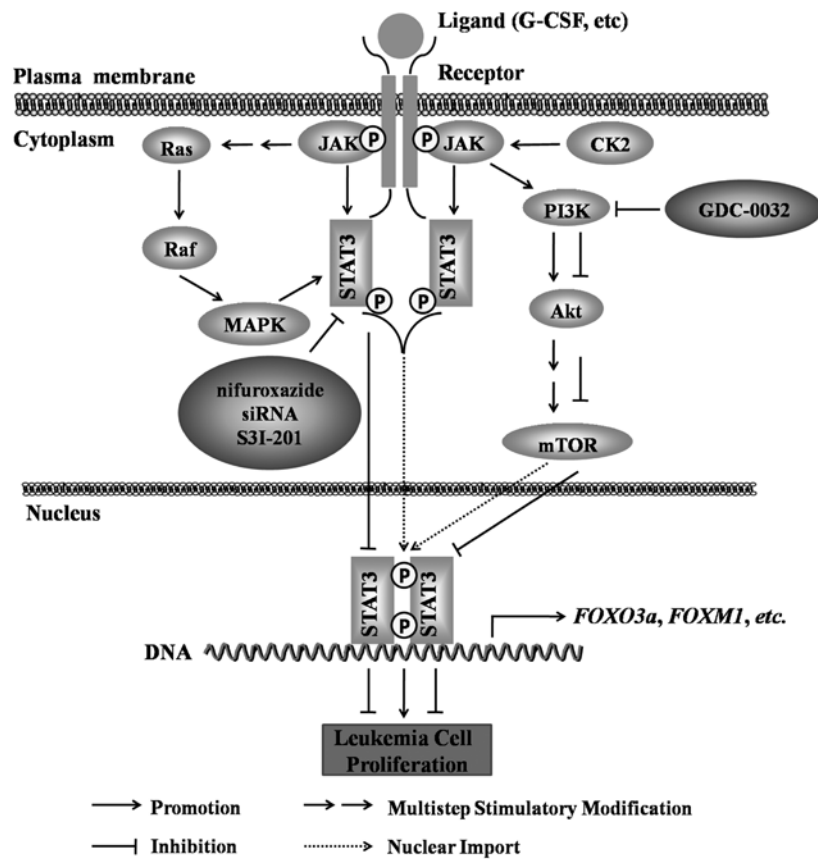 Ligand (G-CSF, etc)
Plasma membrane
Receptor
Cytoplasm
Ras
JAK
P
P
JAK
CK2
PI3K
GDC-0032
Raf
STAT3
STAT3
MAPK
P
P
Akt
nifuroxazide
siRNA
S3I-201
mTOR
Nucleus
STAT3
P
P
STAT3
FOXO3a, FOXM1, etc.
DNA
Leukemia Cell
Proliferation
Promotion
Multistep Stimulatory Modification
Inhibition
Nuclear Import